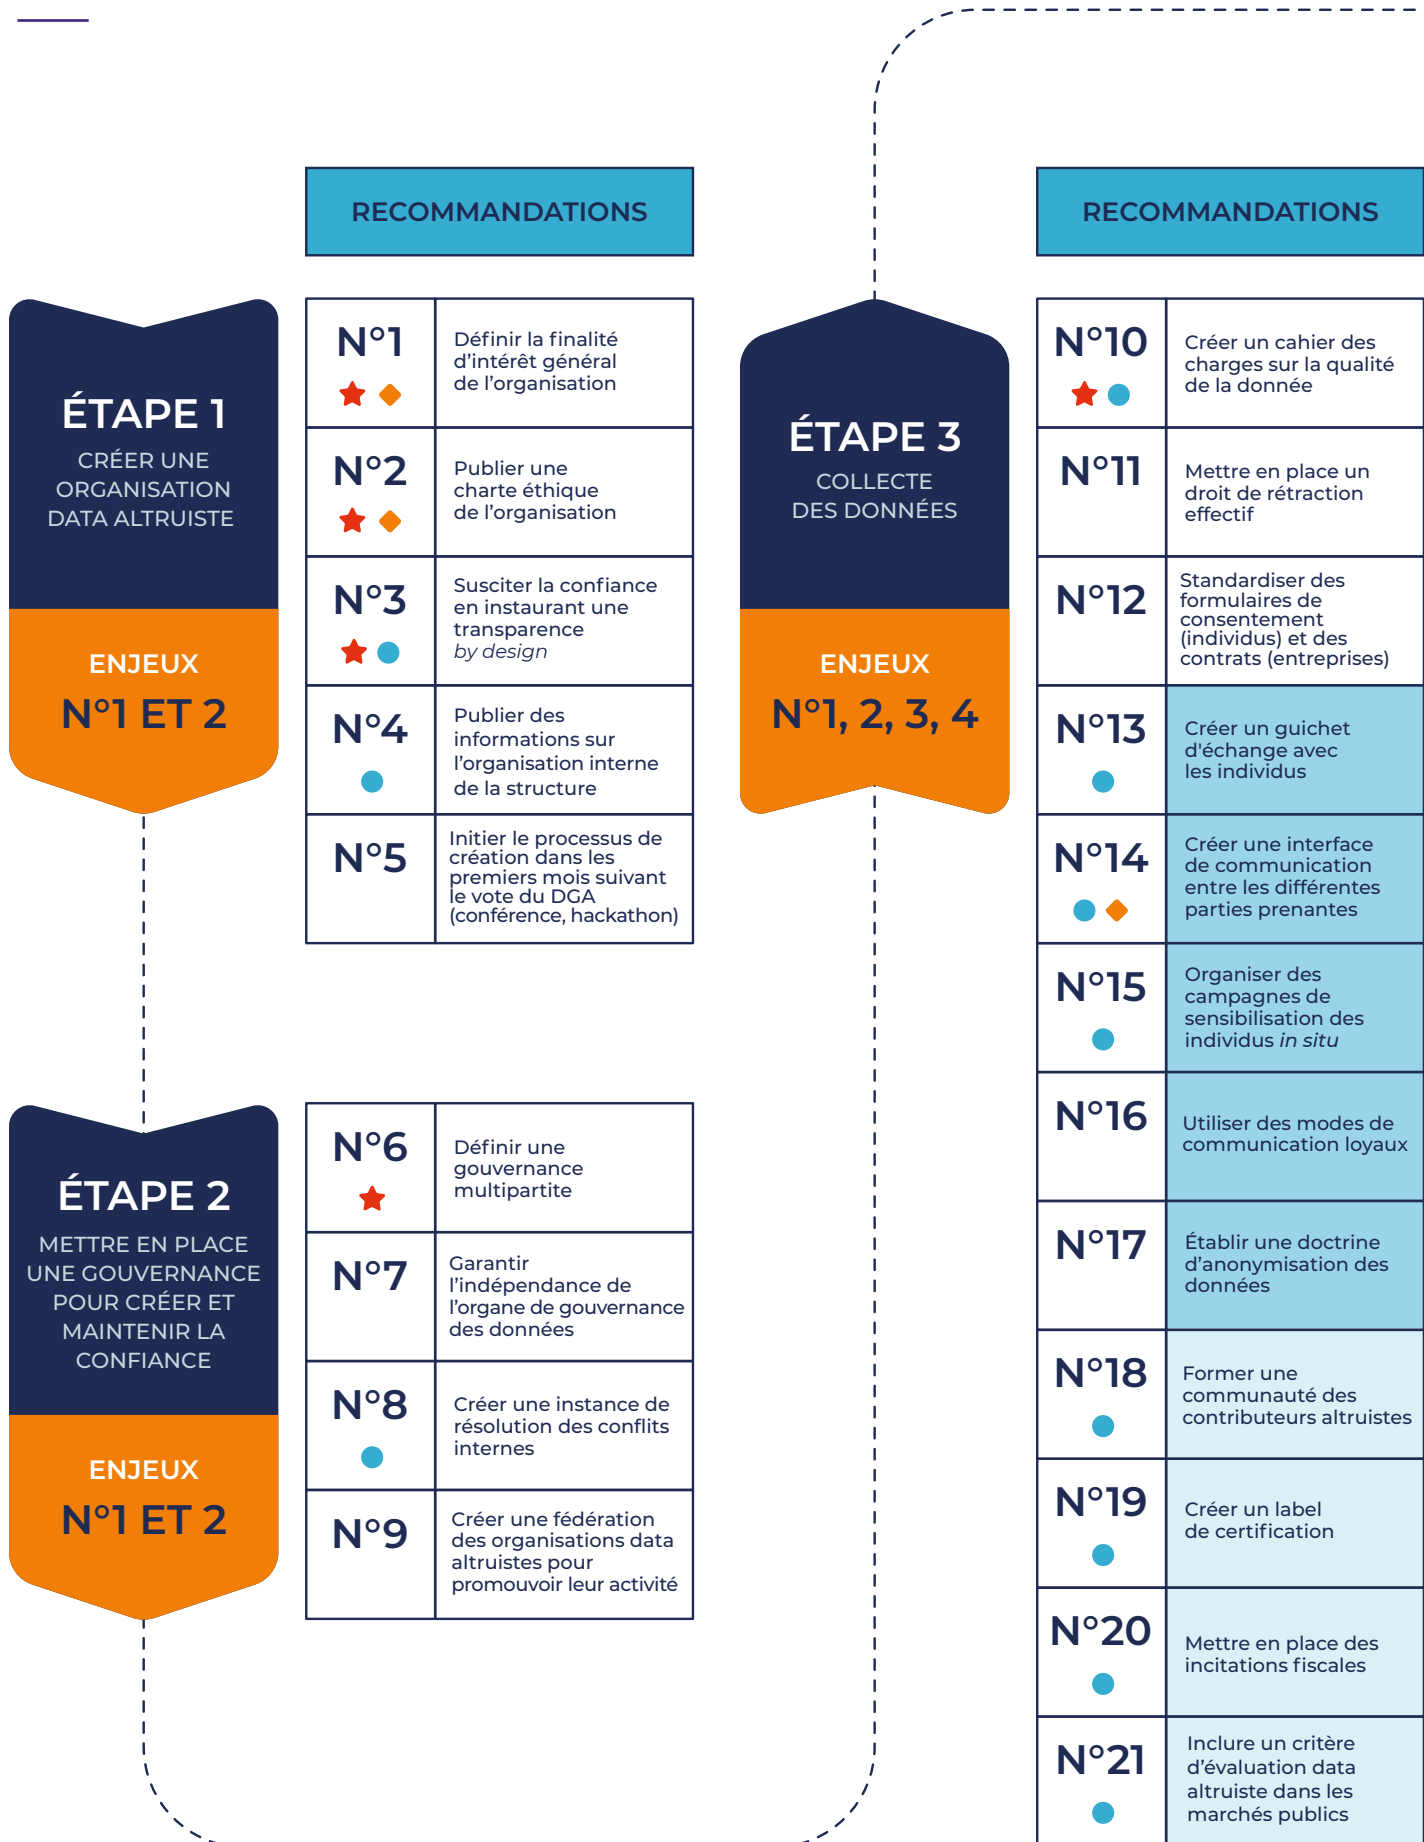 RECOMMANDATIONS
ÉTAPE 1
CRÉER UNE
ORGANISATION
DATA ALTRUISTE
ENJEUX
N°1 ET 2
N°1
Définir la finalité
d’intérêt général
de l’organisation
N°2
Publier une
charte éthique
de l’organisation
N°3
Susciter la confiance
en instaurant une
transparence
by design
N°4
Publier des
informations sur
l’organisation interne
de la structure
N°5
Initier le processus de
création dans les
premiers mois suivant
le vote du DGA
(conférence, hackathon)
ÉTAPE 2
METTRE EN PLACE
UNE GOUVERNANCE
POUR CRÉER ET
MAINTENIR LA
CONFIANCE
ENJEUX
N°1 ET 2
N°6
Définir une
gouvernance
multipartite
N°7
Garantir
l’indépendance de
l’organe de gouvernance
des données
N°8
Créer une instance de
résolution des conflits
internes
N°9
Créer une fédération
des organisations data
altruistes pour
promouvoir leur activité
RECOMMANDATIONS
ÉTAPE 3
COLLECTE
DES DONNÉES
ENJEUX
N°1, 2, 3, 4
N°10
Créer un cahier des
charges sur la qualité
de la donnée
N°11
Mettre en place un
droit de rétraction
effectif
N°12
Standardiser des
formulaires de
consentement
(individus) et des
contrats (entreprises)
N°13
Créer un guichet
d'échange avec
les individus
N°14
Créer une interface
de communication
entre les différentes
parties prenantes
N°15
Organiser des
campagnes de
sensibilisation des
individus in situ
N°16
Utiliser des modes de
communication loyaux
N°17
Établir une doctrine
d’anonymisation des
données
N°18
Former une
communauté des
contributeurs altruistes
N°19
Créer un label
de certification
N°20
Mettre en place des
incitations fiscales
N°21
Inclure un critère
d’évaluation data
altruiste dans les
marchés publics